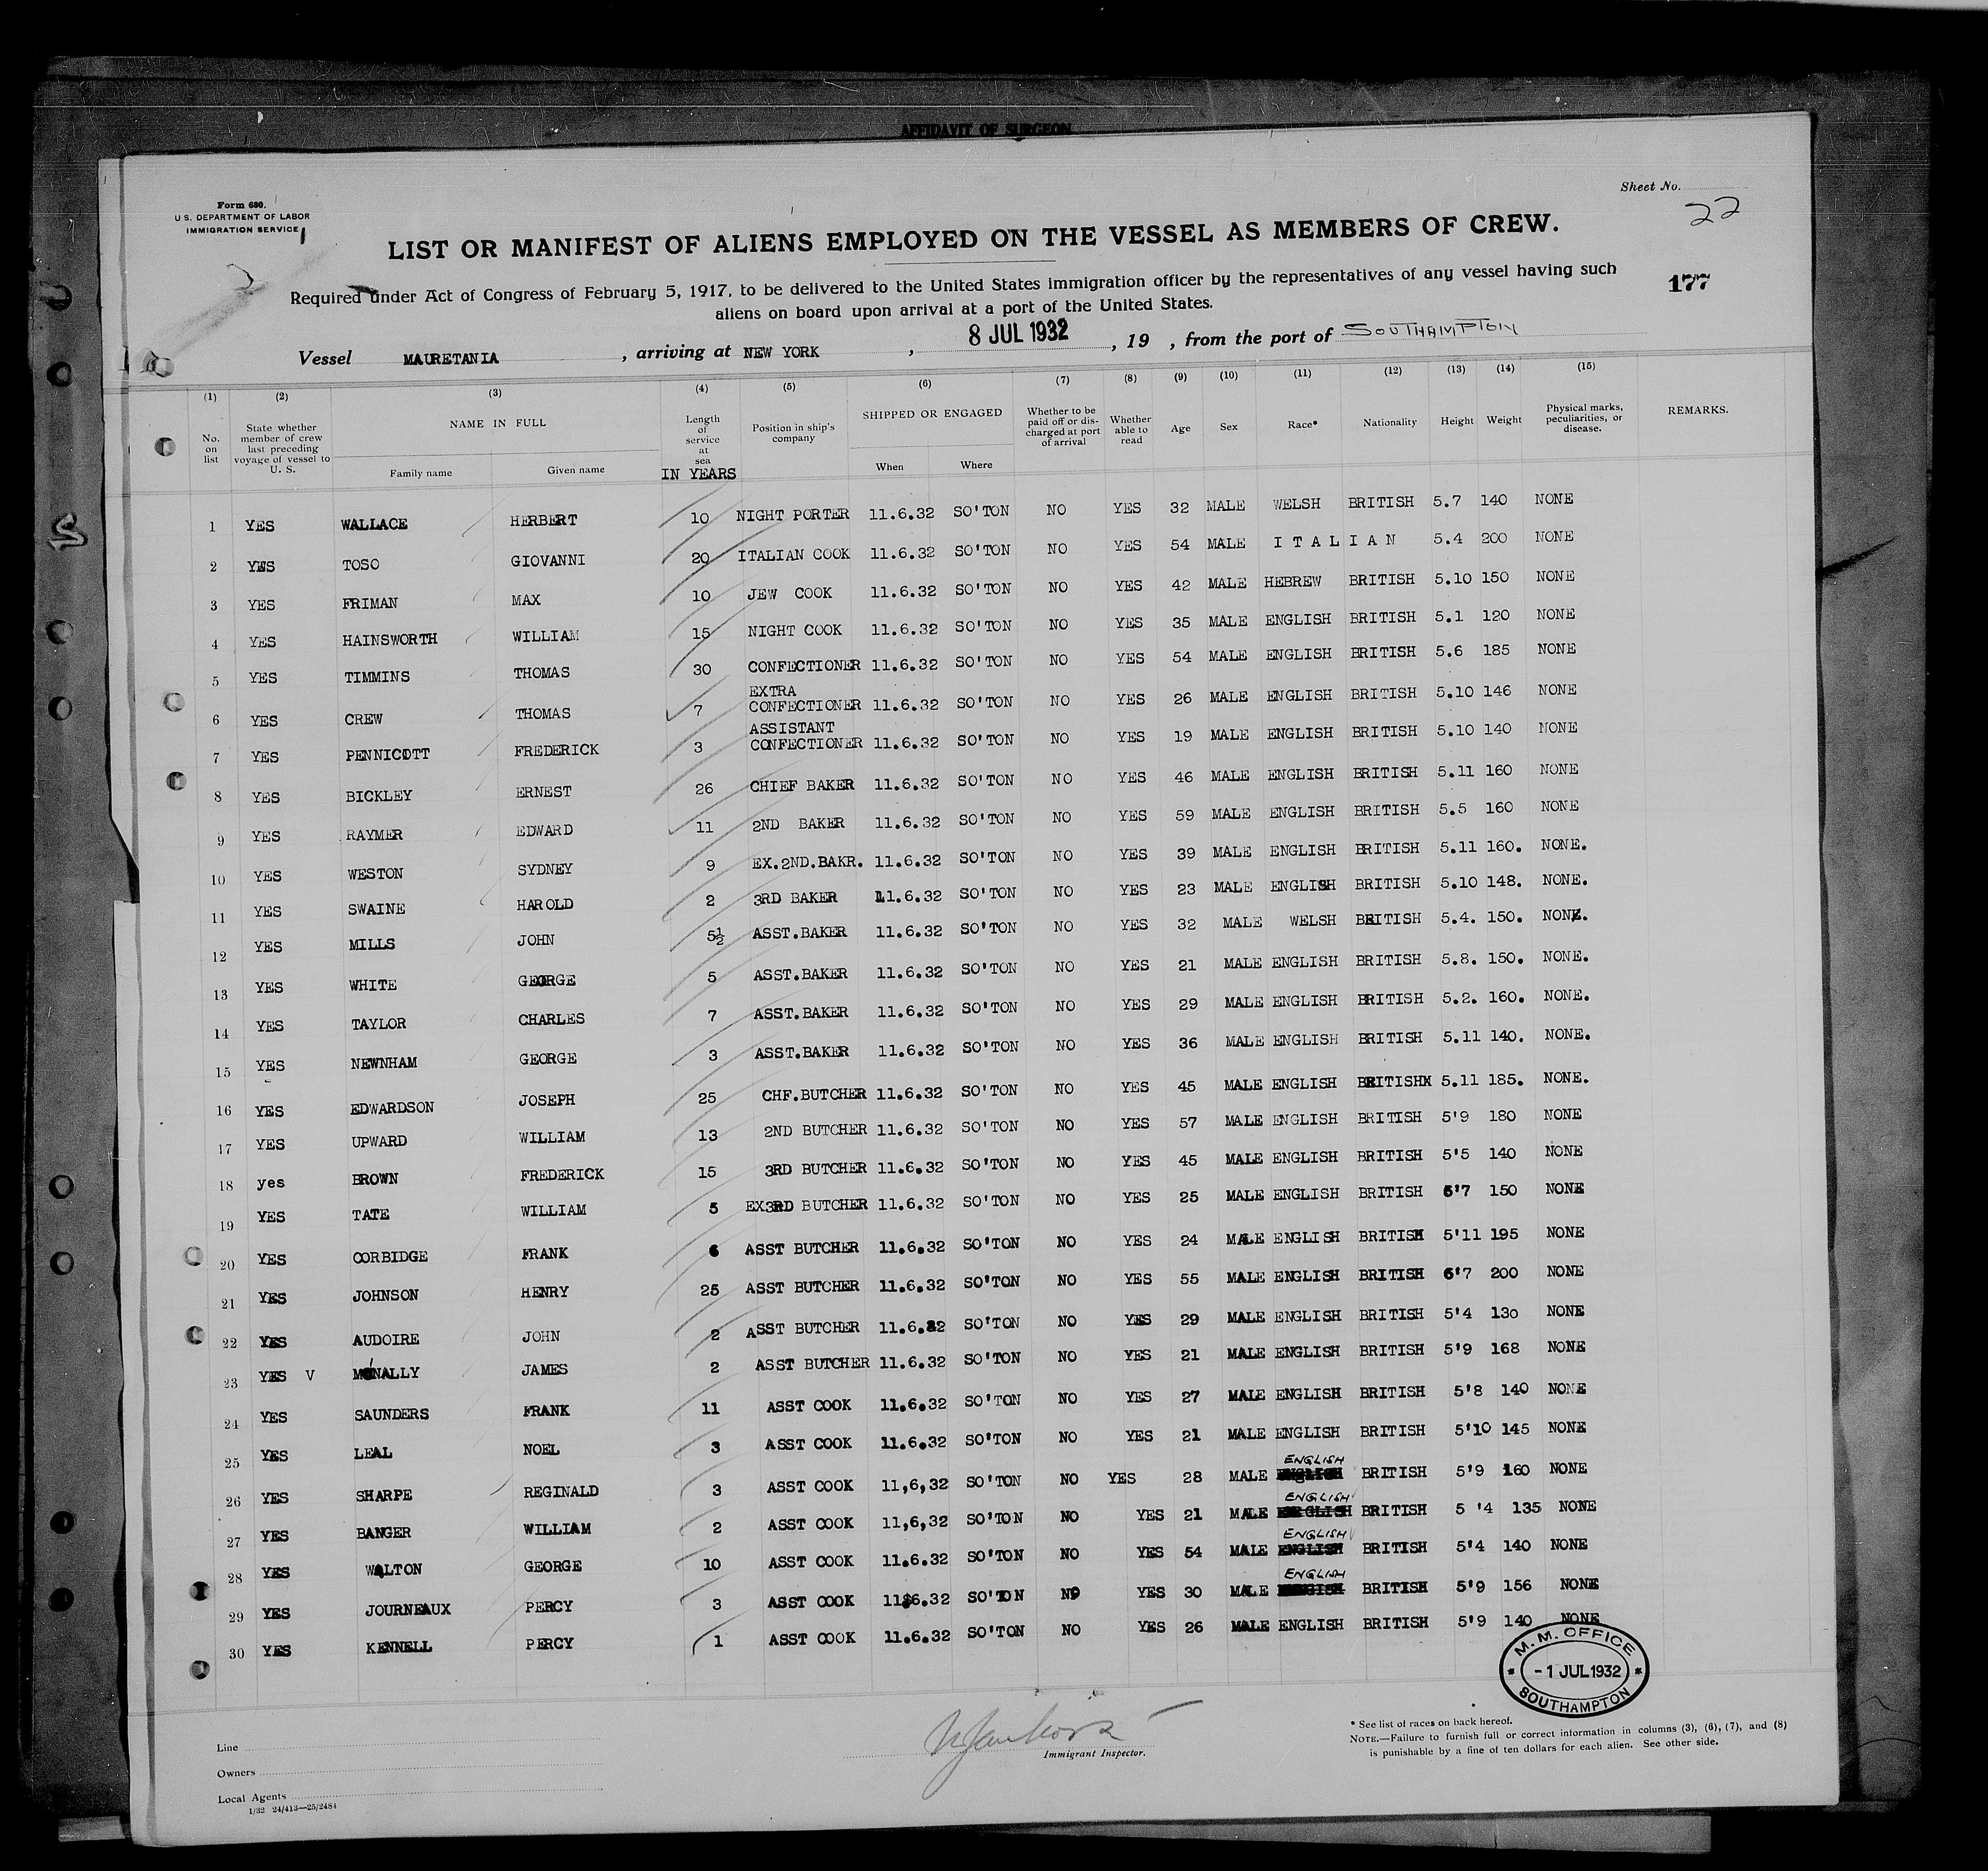 AFFIDAVIT OF SURGEON
Form 680.
U. S. DEPARTMENT OF LABOR
IMMIGRATION SERVICE
Sheet No.
22
LIST OR MANIFEST OF ALIENS EMPLOYED ON THE VESSEL AS MEMBERS OF CREW.
177
Required under Act of Congress of February 5, 1917, to be delivered to the United States immigration officer by the representatives of any vessel having such
aliens on board upon arrival at a port of the United States.
Vessel MAURETANIA , arriving at NEW YORK , 8 JUL 1932 , 19 , from the port of SOUTHAMPTON
(1) (2) (3) (4) (5) (6) (7) (8) (9) (10) (11) (12) (13) (14) (15)
No. on list State whether member of crew last preceding voyage of vessel to U. S. NAME IN FULL Family name Given name Length of service at sea IN YEARS Position in ship's company SHIPPED OR ENGAGED When Where Whether to be paid off or discharged at port of arrival Whether able to read Age Sex Race* Nationality Height Weight Physical marks, peculiarities, or disease. REMARKS.
1 YES WALLACE HERBERT 10 NIGHT PORTER 11.6.32 SO'TON NO YES 32 MALE WELSH BRITISH 5.7 140 NONE
2 YES TOSO GIOVANNI 20 ITALIAN COOK 11.6.32 SO'TON NO YES 54 MALE ITALIAN 5.4 200 NONE
3 YES FRIMAN MAX 10 JEW COOK 11.6.32 SO'TON NO YES 42 MALE HEBREW BRITISH 5.10 150 NONE
4 YES HAINSWORTH WILLIAM 15 NIGHT COOK 11.6.32 SO'TON NO YES 35 MALE ENGLISH BRITISH 5.1 120 NONE
5 YES TIMMINS THOMAS 30 CONFECTIONER 11.6.32 SO'TON NO YES 54 MALE ENGLISH BRITISH 5.6 185 NONE
6 YES CREW THOMAS 7 EXTRA CONFECTIONER 11.6.32 SO'TON NO YES 26 MALE ENGLISH BRITISH 5.10 146 NONE
7 YES PENNICOTT FREDERICK 3 ASSISTANT CONFECTIONER 11.6.32 SO'TON NO YES 19 MALE ENGLISH BRITISH 5.10 140 NONE
8 YES BICKLEY ERNEST 26 CHIEF BAKER 11.6.32 SO'TON NO YES 46 MALE ENGLISH BRITISH 5.11 160 NONE
9 YES RAYMER EDWARD 11 2ND BAKER 11.6.32 SO'TON NO YES 59 MALE ENGLISH BRITISH 5.5 160 NONE
10 YES WESTON SYDNEY 9 EX.2ND.BAKR. 11.6.32 SO'TON NO YES 39 MALE ENGLISH BRITISH 5.11 160. NONE.
11 YES SWAINE HAROLD 2 3RD BAKER 11.6.32 SO'TON NO YES 23 MALE ENGLISH BRITISH 5.10 148. NONE.
12 YES MILLS JOHN 5½ ASST.BAKER 11.6.32 SO'TON NO YES 32 MALE WELSH BRITISH 5.4. 150. NONE.
13 YES WHITE GEORGE 5 ASST.BAKER 11.6.32 SO'TON NO YES 21 MALE ENGLISH BRITISH 5.8. 150. NONE.
14 YES TAYLOR CHARLES 7 ASST.BAKER 11.6.32 SO'TON NO YES 29 MALE ENGLISH BRITISH 5.2. 160. NONE.
15 YES NEWNHAM GEORGE 3 ASST.BAKER 11.6.32 SO'TON NO YES 36 MALE ENGLISH BRITISH 5.11 140. NONE.
16 YES EDWARDSON JOSEPH 25 CHF.BUTCHER 11.6.32 SO'TON NO YES 45 MALE ENGLISH BRITISH 5.11 185. NONE.
17 YES UPWARD WILLIAM 13 2ND BUTCHER 11.6.32 SO'TON NO YES 57 MALE ENGLISH BRITISH 5'9 180 NONE
18 yes BROWN FREDERICK 15 3RD BUTCHER 11.6.32 SO'TON NO YES 45 MALE ENGLISH BRITISH 5'5 140 NONE
19 YES TATE WILLIAM 5 EX3RD BUTCHER 11.6.32 SO'TON NO YES 25 MALE ENGLISH BRITISH 5'7 150 NONE
20 YES CORBIDGE FRANK 6 ASST BUTCHER 11.6.32 SO'TON NO YES 24 MALE ENGLISH BRITISH 5'11 195 NONE
21 YES JOHNSON HENRY 25 ASST BUTCHER 11.6.32 SO'TON NO YES 55 MALE ENGLISH BRITISH 6'7 200 NONE
22 YES AUDOIRE JOHN 2 ASST BUTCHER 11.6.32 SO'TON NO YES 29 MALE ENGLISH BRITISH 5'4 130 NONE
23 YES V McNALLY JAMES 2 ASST BUTCHER 11.6.32 SO'TON NO YES 21 MALE ENGLISH BRITISH 5'9 168 NONE
24 YES SAUNDERS FRANK 11 ASST COOK 11.6.32 SO'TON NO YES 27 MALE ENGLISH BRITISH 5'8 140 NONE
25 YES LEAL NOEL 3 ASST COOK 11.6.32 SO'TON NO YES 21 MALE ENGLISH BRITISH 5'10 145 NONE
26 YES SHARPE REGINALD 3 ASST COOK 11,6,32 SO'TON NO YES 28 MALE ENGLISH BRITISH 5'9 160 NONE
27 YES BANGER WILLIAM 2 ASST COOK 11,6,32 SO'TON NO YES 21 MALE ENGLISH BRITISH 5 '4 135 NONE
28 YES WALTON GEORGE 10 ASST COOK 11.6.32 SO'TON NO YES 54 MALE ENGLISH BRITISH 5'4 140 NONE
29 YES JOURNEAUX PERCY 3 ASST COOK 11.6.32 SO'TON NO YES 30 MALE ENGLISH BRITISH 5'9 156 NONE
30 YES KENNELL PERCY 1 ASST COOK 11.6.32 SO'TON NO YES 26 MALE ENGLISH BRITISH 5'9 140 NONE
M. M. OFFICE
- 1 JUL 1932
SOUTHAMPTON
Line
Owners
Local Agents
1/32 24/413—25/2484
Immigrant Inspector.
* See list of races on back hereof.
NOTE.—Failure to furnish full or correct information in columns (3), (6), (7), and (8)
is punishable by a fine of ten dollars for each alien. See other side.